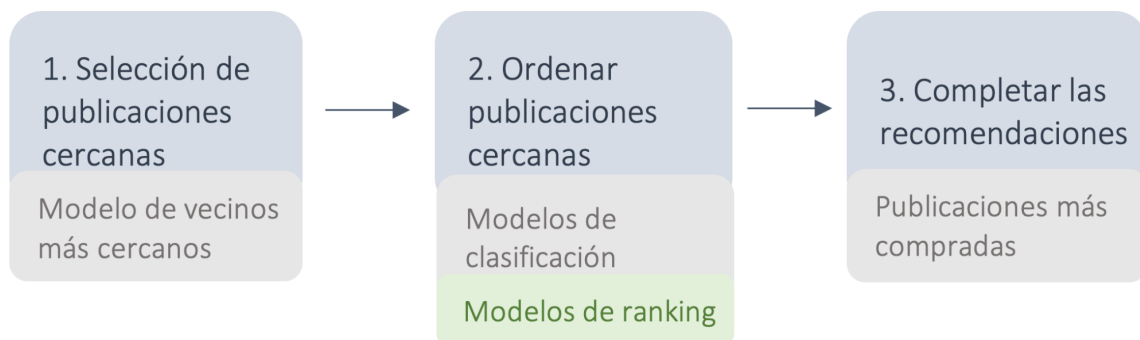 1. Selección de
publicaciones
cercanas
Modelo de vecinos
más cercanos
2. Ordenar
publicaciones
cercanas
Modelos de
clasificación
Modelos de ranking
3. Completar las
recomendaciones
Publicaciones más
compradas